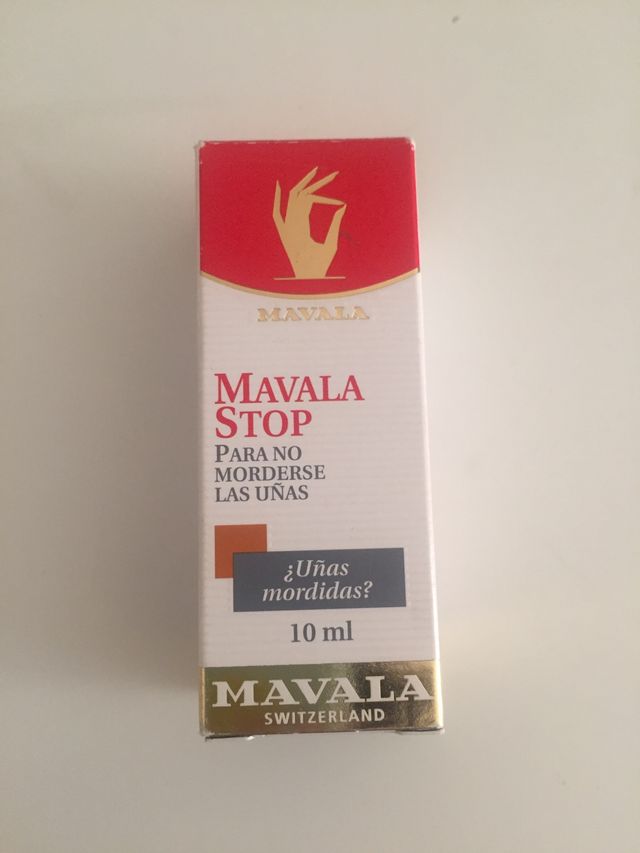 MAVALA
MAVALA
STOP
PARA NO
MORDERSE
LAS UÑAS
¿Uñas
mordidas?
10 ml
MAVALA
SWITZERLAND